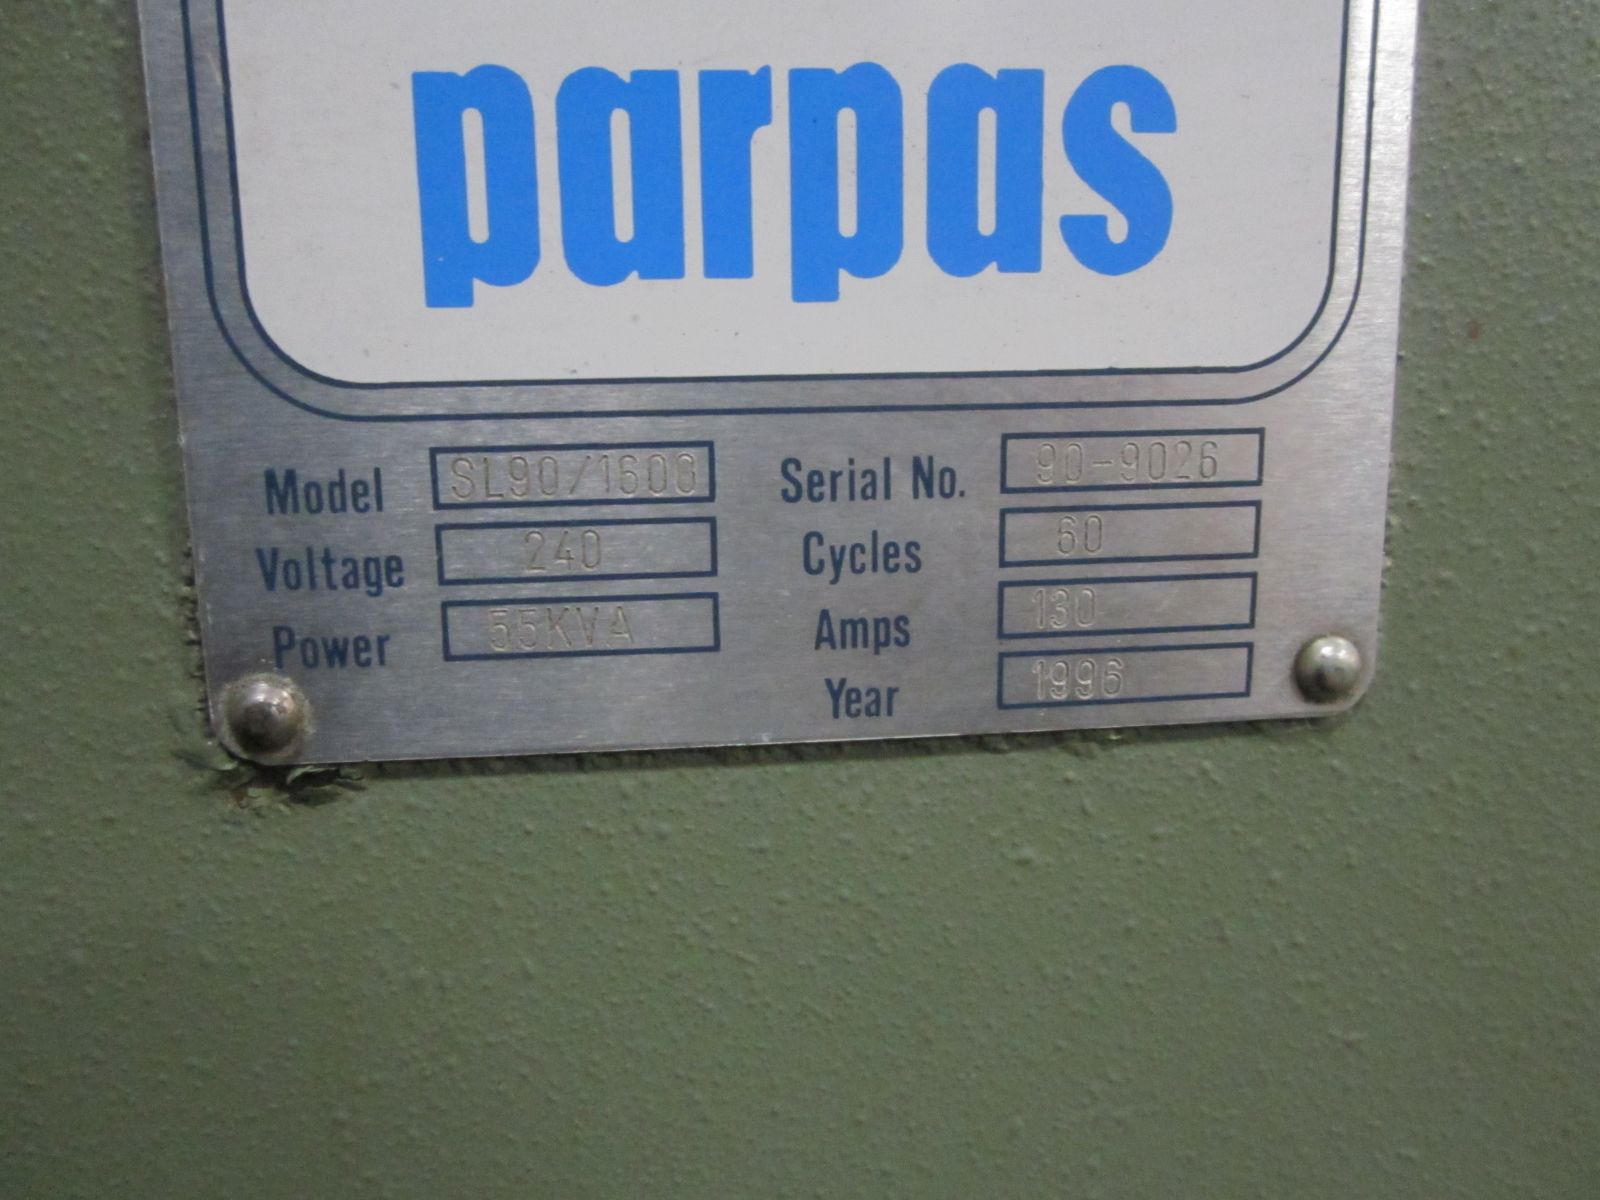 parpas
Model SL90/1600 Serial No. 90-9026
Voltage 240 Cycles 60
Power 55KVA Amps 130
Year 1996